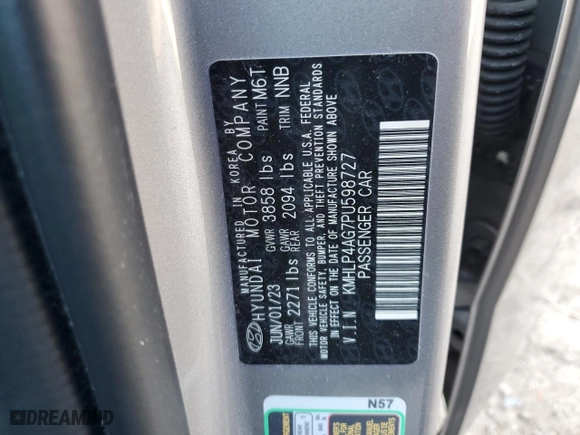 MANUFACTURED IN KOREA BY
HYUNDAI MOTOR COMPANY
JUN/01/23 GVWR 3858 lbs PAINT M6T
GAWR FRONT 2271 lbs GAWR REAR 2094 lbs TRIM NNB
THIS VEHICLE CONFORMS TO ALL APPLICABLE U.S.A. FEDERAL
MOTOR VEHICLE SAFETY, BUMPER, AND THEFT PREVENTION STANDARDS
IN EFFECT ON THE DATE OF MANUFACTURE SHOWN ABOVE
V.I.N KMHLP4AG7PU598727
PASSENGER CAR
N57
DREAMBID